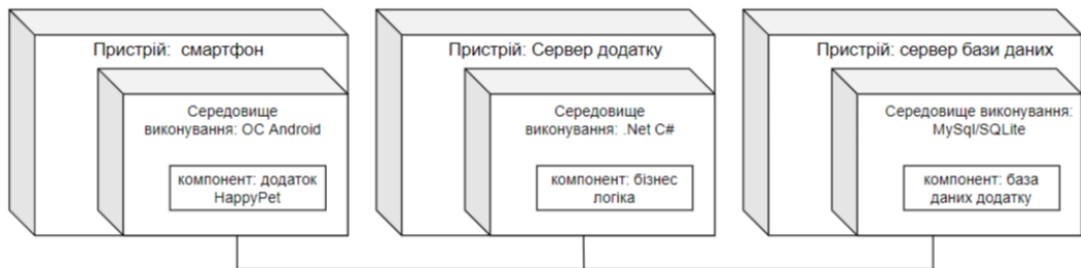 Пристрій: смартфон
Середовище
виконування: ОС Android
компонент: додаток
HappyPet
Пристрій: Сервер додатку
Середовище
виконування: .Net C#
компонент: бізнес
логіка
Пристрій: сервер бази даних
Середовище виконування:
MySql/SQLite
компонент: база
даних додатку